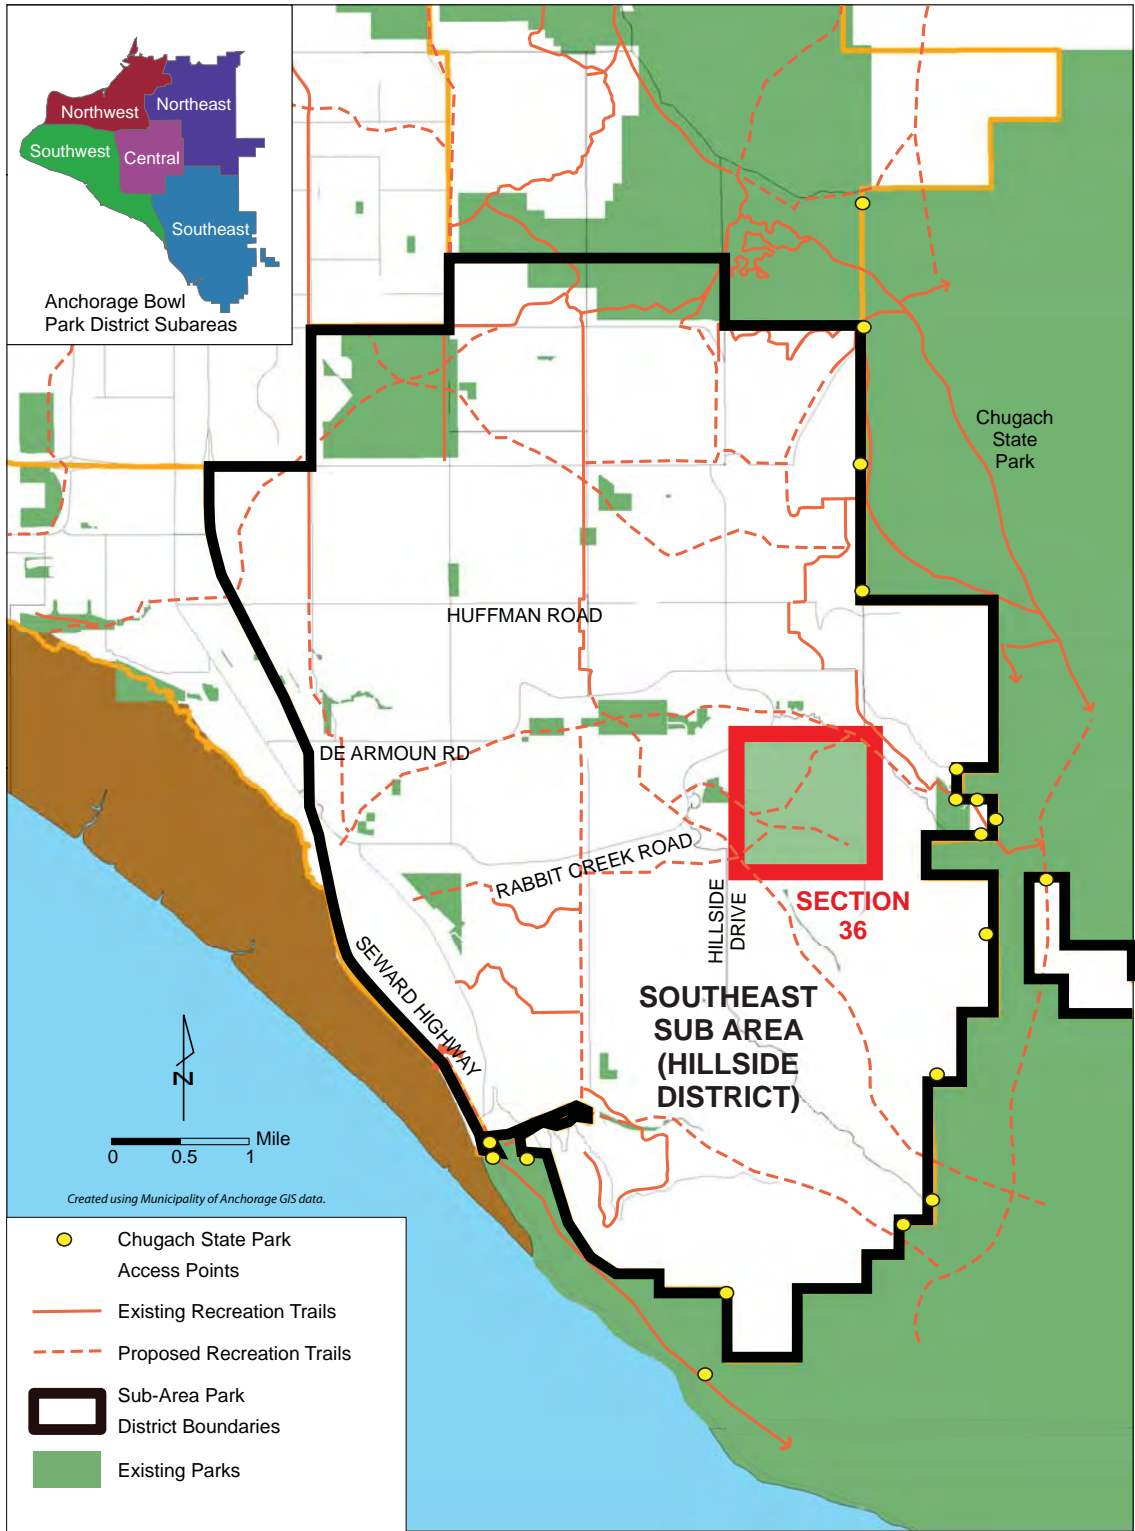 Northwest
Northeast
Southwest
Central
Southeast
Anchorage Bowl
Park District Subareas
Chugach
State
Park
HUFFMAN ROAD
DE ARMOUN RD
RABBIT CREEK ROAD
HILLSIDE
DRIVE
SECTION
36
SEWARD HIGHWAY
SOUTHEAST
SUB AREA
(HILLSIDE
DISTRICT)
N
Mile
0 0.5 1
Created using Municipality of Anchorage GIS data.
Chugach State Park
Access Points
Existing Recreation Trails
Proposed Recreation Trails
Sub-Area Park
District Boundaries
Existing Parks